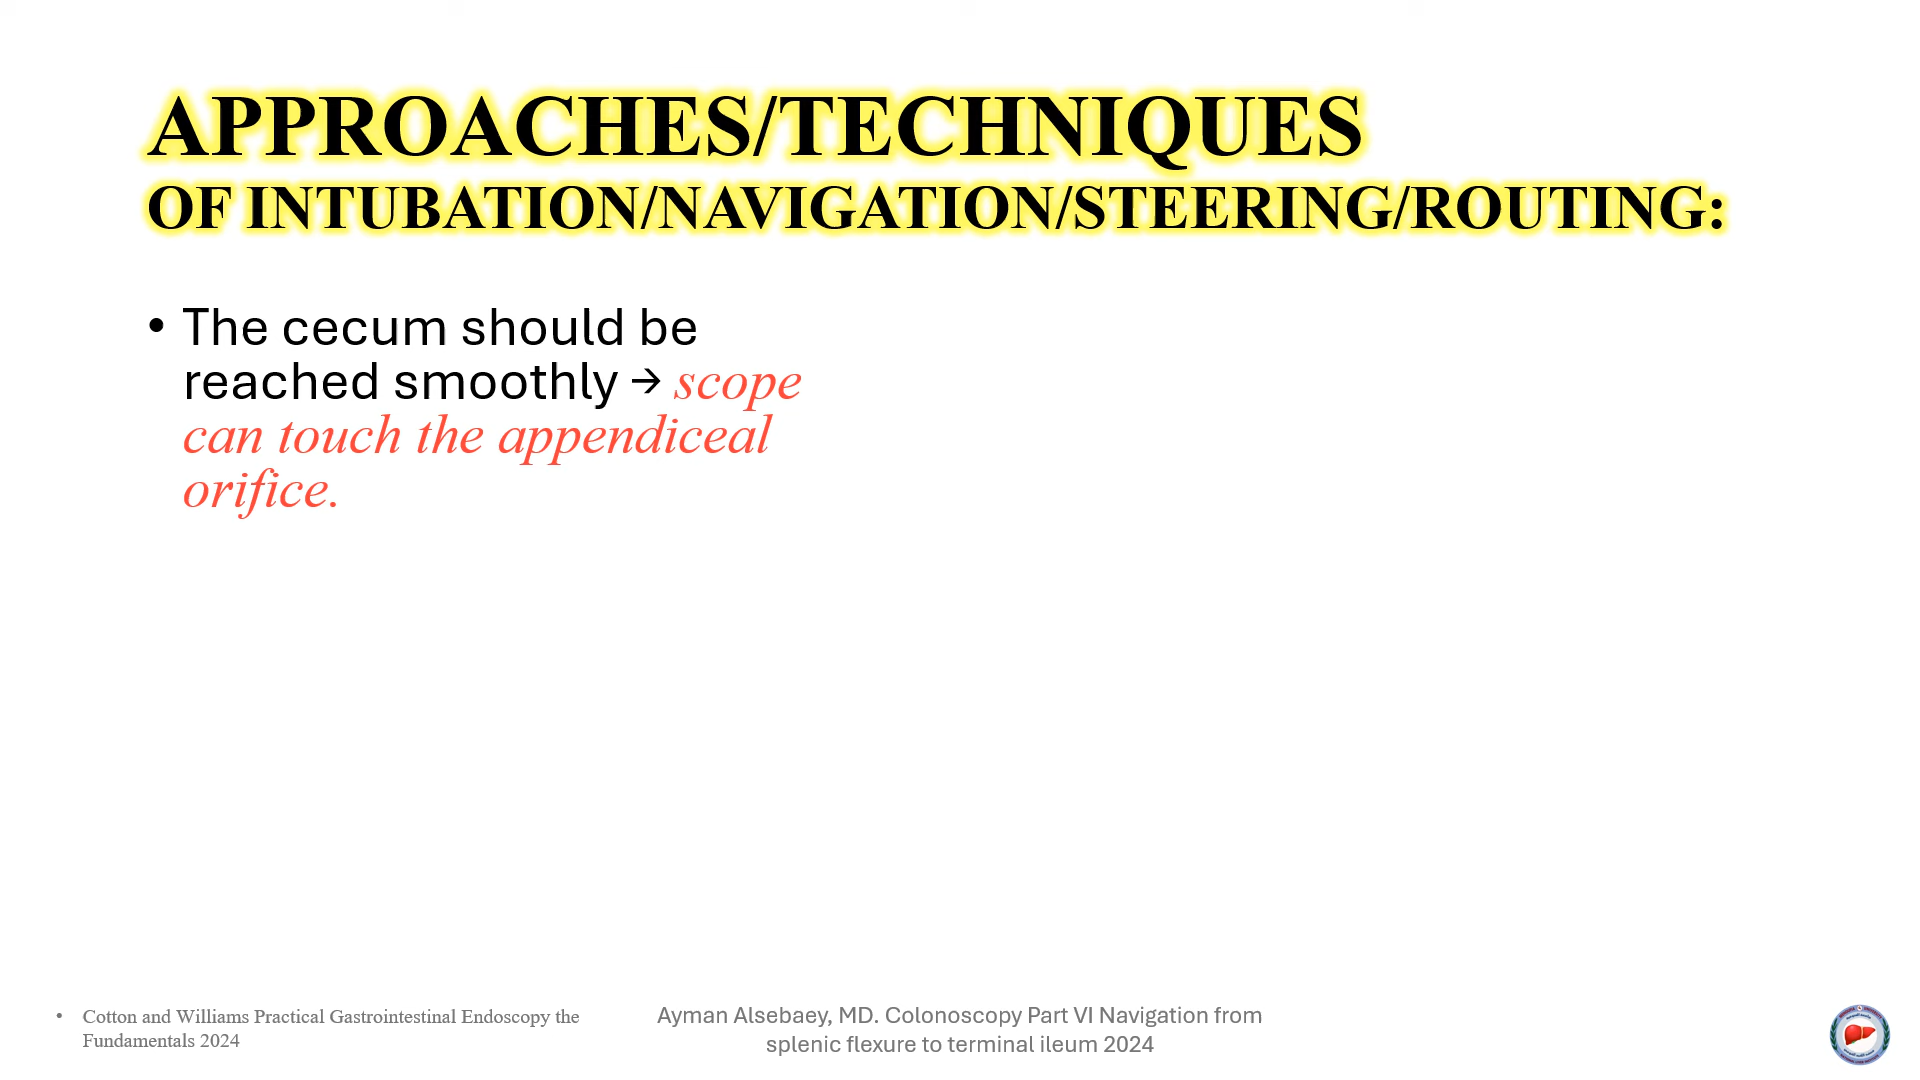 APPROACHES/TECHNIQUES
OF INTUBATION/NAVIGATION/STEERING/ROUTING:
• The cecum should be
reached smoothly → scope
can touch the appendiceal
orifice.
• Cotton and Williams Practical Gastrointestinal Endoscopy the
Fundamentals 2024
Ayman Alsebaey, MD. Colonoscopy Part VI Navigation from
splenic flexure to terminal ileum 2024